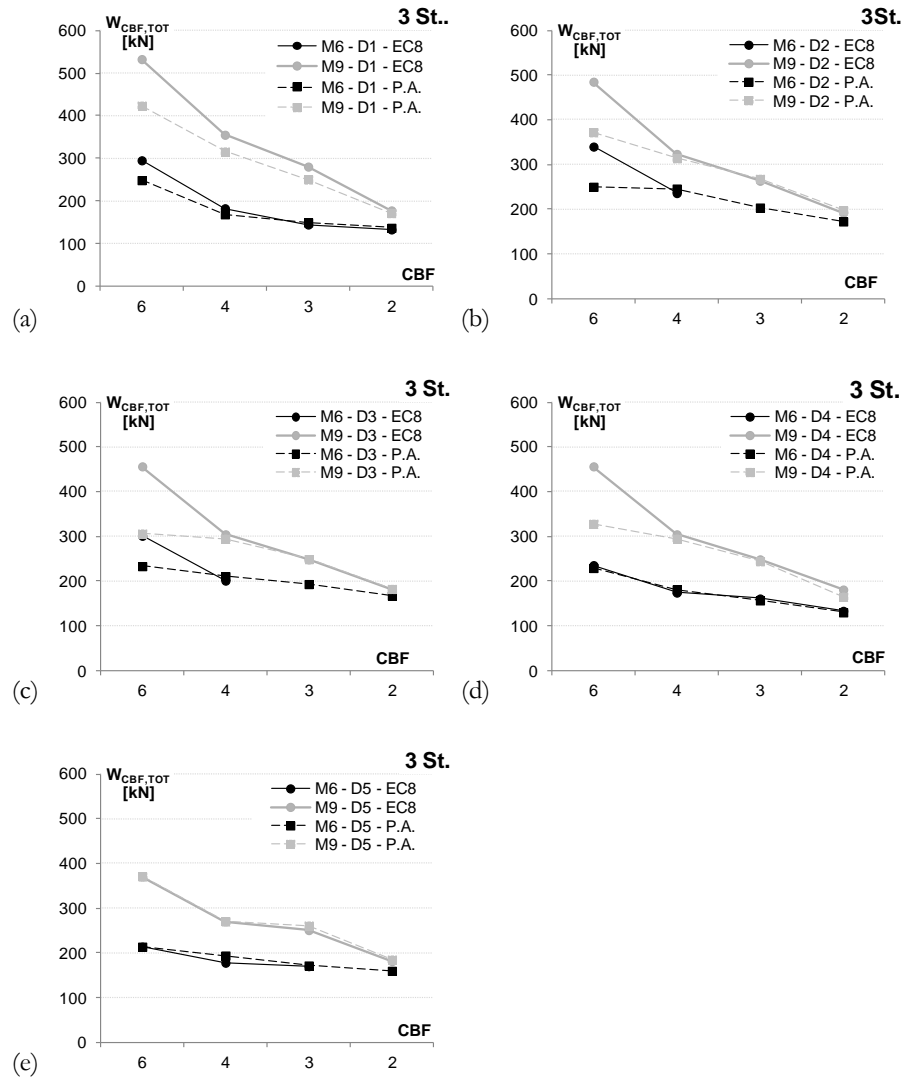 3 St..
W_CBF,TOT
[kN]
M6 - D1 - EC8
M9 - D1 - EC8
M6 - D1 - P.A.
M9 - D1 - P.A.
600
500
400
300
200
100
0
CBF
6 4 3 2
(a)
3St.
W_CBF,TOT
[kN]
M6 - D2 - EC8
M9 - D2 - EC8
M6 - D2 - P.A.
M9 - D2 - P.A.
600
500
400
300
200
100
0
CBF
6 4 3 2
(b)
3 St.
W_CBF,TOT
[kN]
M6 - D3 - EC8
M9 - D3 - EC8
M6 - D3 - P.A.
M9 - D3 - P.A.
600
500
400
300
200
100
0
CBF
6 4 3 2
(c)
3 St.
W_CBF,TOT
[kN]
M6 - D4 - EC8
M9 - D4 - EC8
M6 - D4 - P.A.
M9 - D4 - P.A.
600
500
400
300
200
100
0
CBF
6 4 3 2
(d)
3 St.
W_CBF,TOT
[kN]
M6 - D5 - EC8
M9 - D5 - EC8
M6 - D5 - P.A.
M9 - D5 - P.A.
600
500
400
300
200
100
0
CBF
6 4 3 2
(e)